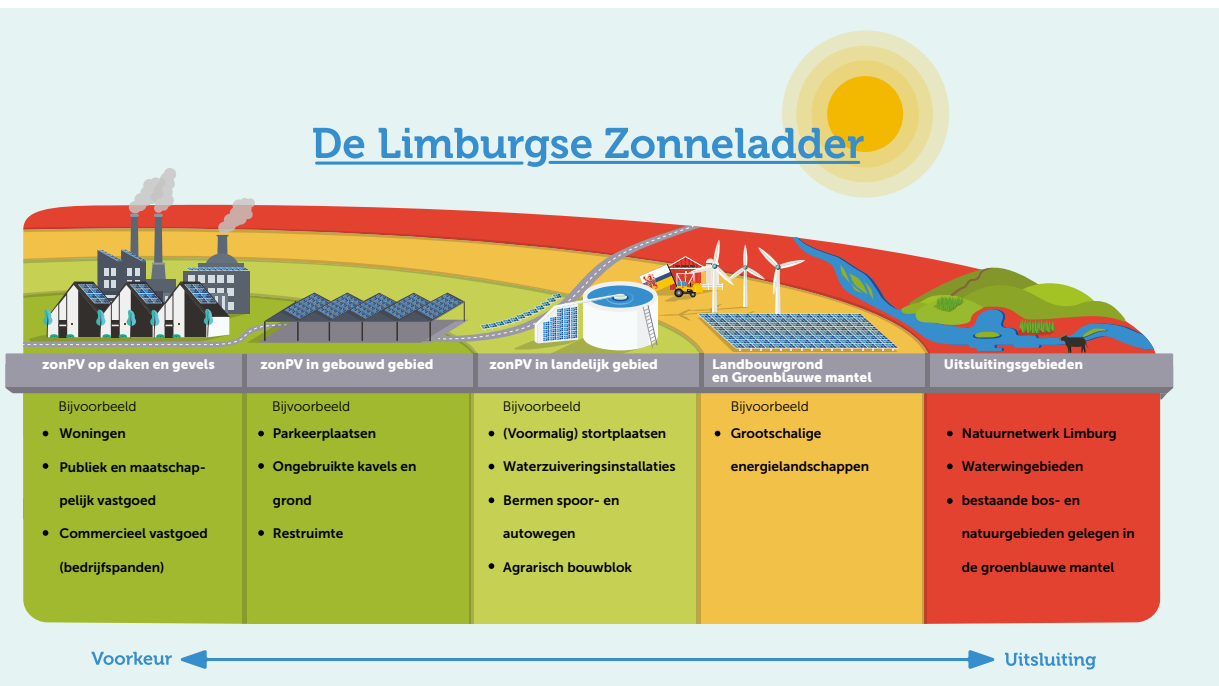 De Limburgse Zonneladder
zonPV op daken en gevels
Bijvoorbeeld
• Woningen
• Publiek en maatschap-
pelijk vastgoed
• Commercieel vastgoed
(bedrijfspanden)
zonPV in gebouwd gebied
Bijvoorbeeld
• Parkeerplaatsen
• Ongebruikte kavels en
grond
• Restruimte
zonPV in landelijk gebied
Bijvoorbeeld
• (Voormalig) stortplaatsen
• Waterzuiveringsinstallaties
• Bermen spoor- en
autowegen
• Agrarisch bouwblok
Landbouwgrond
en Groenblauwe mantel
Bijvoorbeeld
• Grootschalige
energielandschappen
Uitsluitingsgebieden
• Natuurnetwerk Limburg
• Waterwingebieden
• bestaande bos- en
natuurgebieden gelegen in
de groenblauwe mantel
Voorkeur
Uitsluiting